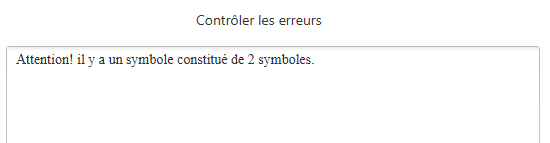 Contrôler les erreurs
Attention! il y a un symbole constitué de 2 symboles.